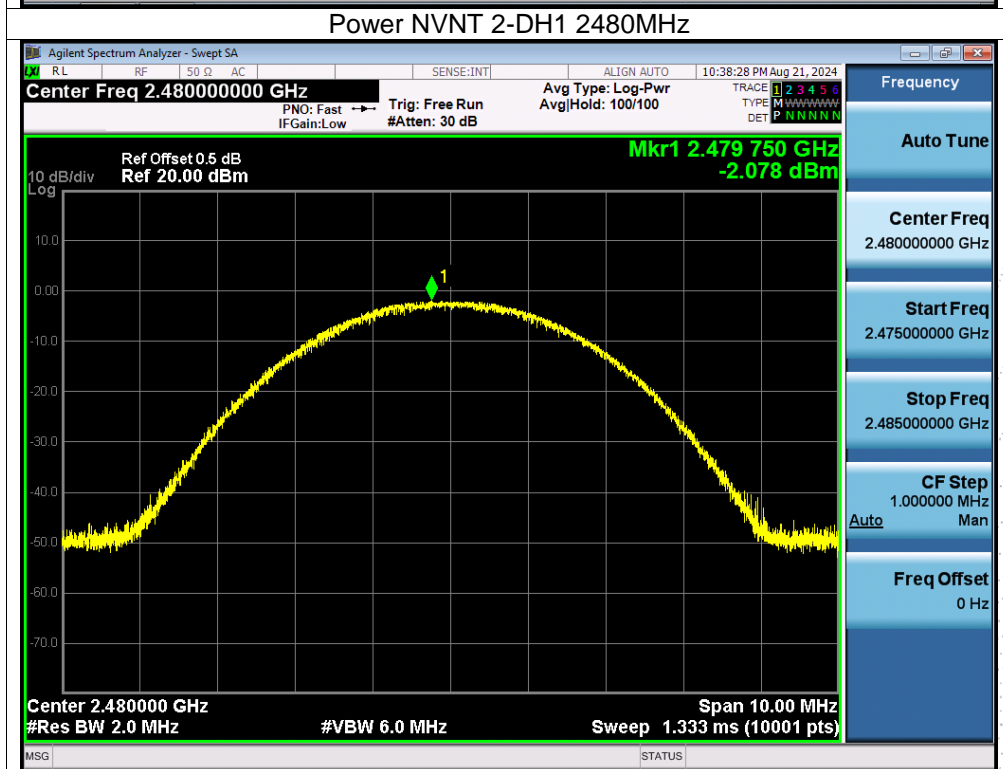 Power NVNT 2-DH1 2480MHz
Agilent Spectrum Analyzer - Swept SA
LXI RL RF 50 Ω AC SENSE:INT ALIGN AUTO 10:38:28 PM Aug 21, 2024
Center Freq 2.480000000 GHz
PNO: Fast
IFGain:Low
Trig: Free Run
#Atten: 30 dB
Avg Type: Log-Pwr
Avg|Hold: 100/100
TRACE 1 2 3 4 5 6
TYPE M WWWWW
DET P N N N N N
Frequency
Auto Tune
Center Freq
2.480000000 GHz
Start Freq
2.475000000 GHz
Stop Freq
2.485000000 GHz
CF Step
1.000000 MHz
Auto Man
Freq Offset
0 Hz
Mkr1 2.479 750 GHz
-2.078 dBm
Ref Offset 0.5 dB
10 dB/div Ref 20.00 dBm
Log
10.0
1
0.00
-10.0
-20.0
-30.0
-40.0
-50.0
-60.0
-70.0
Center 2.480000 GHz Span 10.00 MHz
#Res BW 2.0 MHz #VBW 6.0 MHz Sweep 1.333 ms (10001 pts)
MSG STATUS